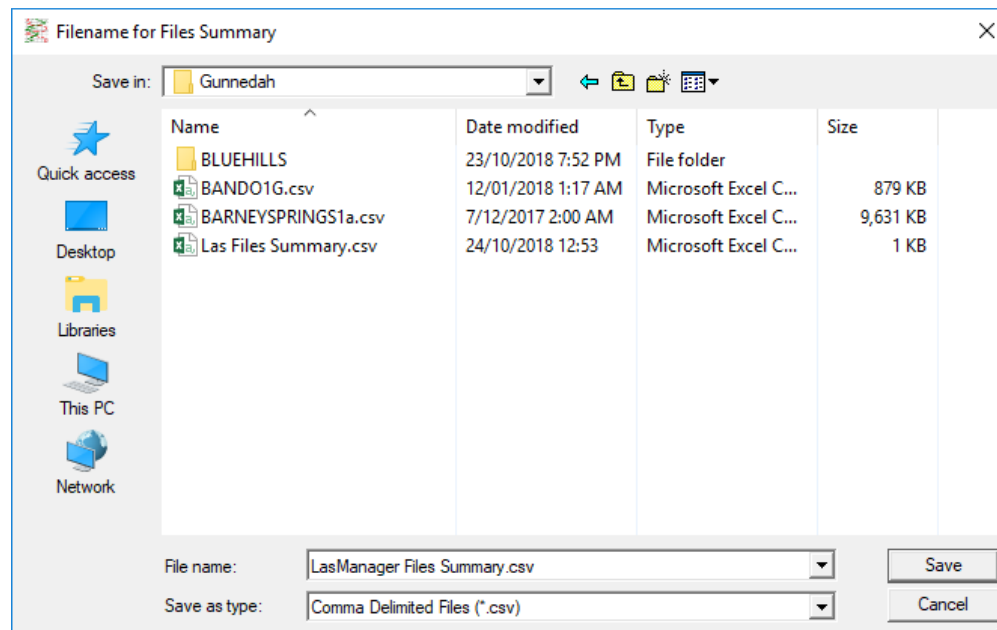 Filename for Files Summary
Save in: Gunnedah
Name Date modified Type Size
BLUEHILLS 23/10/2018 7:52 PM File folder
BANDO1G.csv 12/01/2018 1:17 AM Microsoft Excel C... 879 KB
BARNEYSPRINGS1a.csv 7/12/2017 2:00 AM Microsoft Excel C... 9,631 KB
Las Files Summary.csv 24/10/2018 12:53 Microsoft Excel C... 1 KB
Quick access
Desktop
Libraries
This PC
Network
File name: LasManager Files Summary.csv Save
Save as type: Comma Delimited Files (*.csv) Cancel